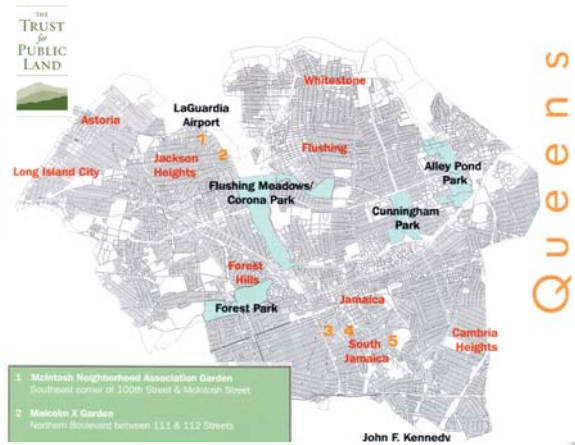 THE
TRUST
for
PUBLIC
LAND
Queens
Whitestone
LaGuardia
Airport
Astoria
1
2
Jackson
Heights
Flushing
Long Island City
Alley Pond
Park
Flushing Meadows/
Corona Park
Cunningham
Park
Forest
Hills
Forest Park
Jamaica
3
4
5
South
Jamaica
Cambria
Heights
1 McIntosh Neighborhood Association Garden
Southeast corner of 100th Street & McIntosh Street
2 Malcolm X Garden
Northern Boulevard between 111 & 112 Streets
John F. Kennedy